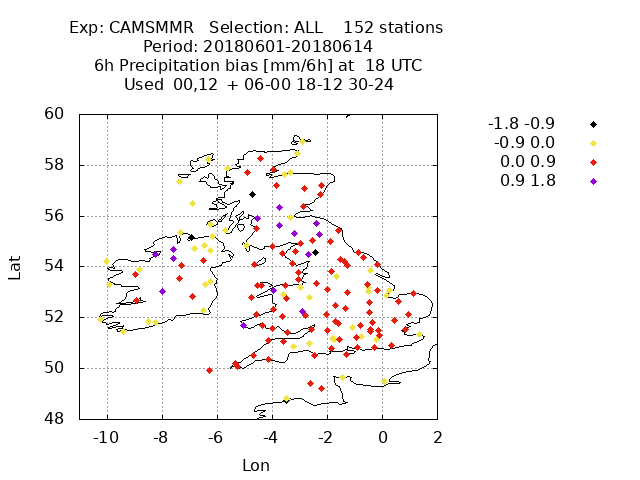 Exp: CAMSMMR   Selection: ALL    152 stations
Period: 20180601-20180614
6h Precipitation bias [mm/6h] at  18 UTC
Used  00,12  + 06-00 18-12 30-24
-1.8 -0.9
-0.9 0.0
0.0 0.9
0.9 1.8
60
58
56
54
52
50
48
Lat
-10 -8 -6 -4 -2 0 2
Lon